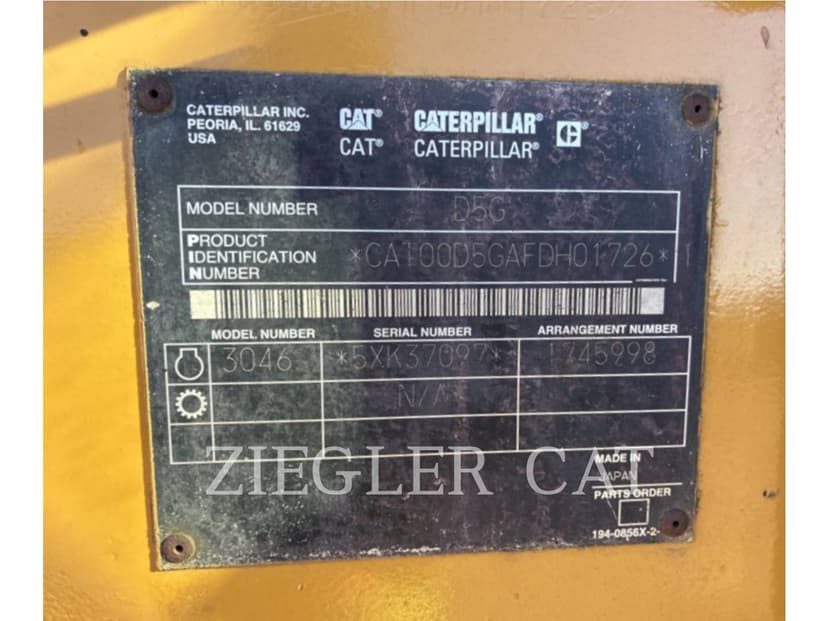 CATERPILLAR INC.
PEORIA, IL. 61629
USA
CAT® CATERPILLAR® C®
CAT® CATERPILLAR®
MODEL NUMBER D5G
PRODUCT
IDENTIFICATION
NUMBER
*CAT00D5GAFDH01726*
MODEL NUMBER SERIAL NUMBER ARRANGEMENT NUMBER
3046 *5XK37097* 1745998
N/A
ZIEGLER CAT
MADE IN
JAPAN
PARTS ORDER
194-0856X-2-